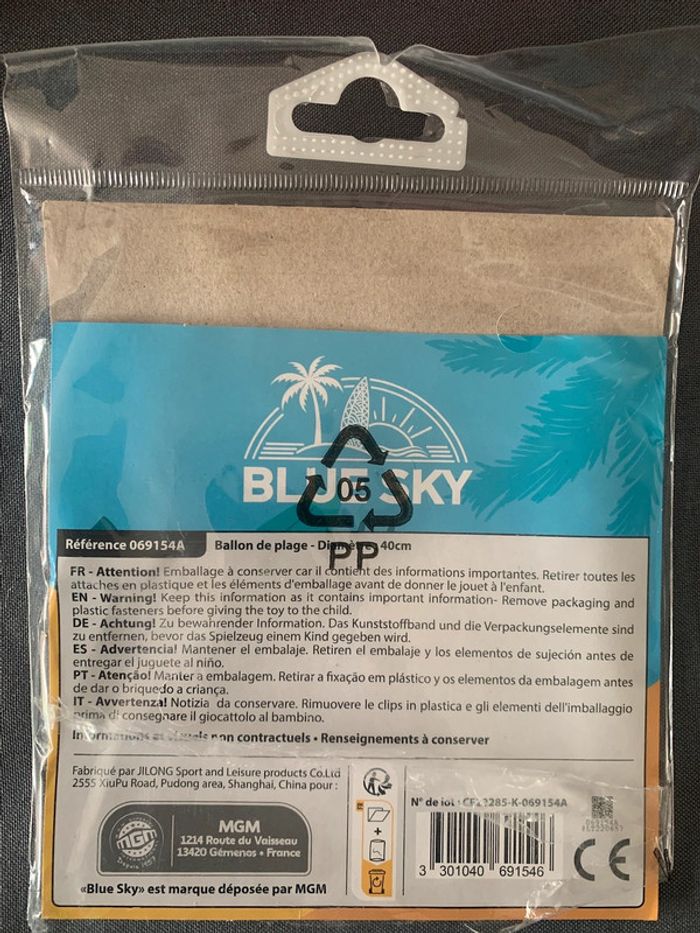 BLUE SKY
05
PP
Référence 069154A
Ballon de plage - Diamètre 40cm
FR - Attention! Emballage à conserver car il contient des informations importantes. Retirer toutes les
attaches en plastique et les éléments d'emballage avant de donner le jouet à l'enfant.
EN - Warning! Keep this information as it contains important information- Remove packaging and
plastic fasteners before giving the toy to the child.
DE - Achtung! Zu bewahrender Information. Das Kunststoffband und die Verpackungselemente sind
zu entfernen, bevor das Spielzeug einem Kind gegeben wird.
ES - Advertencia! Mantener el embalaje. Retiren el embalaje y los elementos de sujeción antes de
entregar el juguete al niño.
PT - Atenção! Manter a embalagem. Retirar a fixação em plástico y os elementos da embalagem antes
de dar o briquedo a criança.
IT - Avvertenza! Notizia da conservare. Rimuovere le clips in plastica e gli elementi dell'imballaggio
prima di consegnare il giocattolo al bambino.
Informations et visuels non contractuels • Renseignements à conserver
Fabriqué par JILONG Sport and Leisure products Co.Ltd
2555 XiuPu Road, Pudong area, Shanghai, China pour :
MGM
Depuis
MGM
1214 Route du Vaisseau
13420 Gémenos • France
«Blue Sky» est marque déposée par MGM
FR
+
N° de lot : CF22285-K-069154A
069154A
3 301040 691546
CE